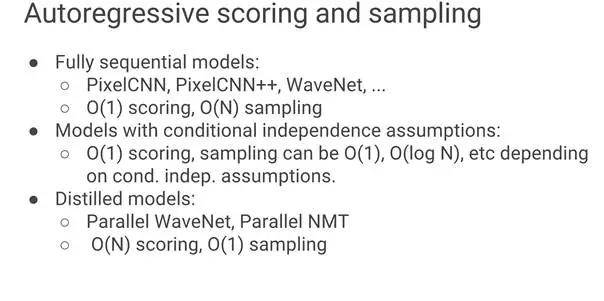 Autoregressive scoring and sampling
● Fully sequential models:
○ PixelCNN, PixelCNN++, WaveNet, ...
○ O(1) scoring, O(N) sampling
● Models with conditional independence assumptions:
○ O(1) scoring, sampling can be O(1), O(log N), etc depending
on cond. indep. assumptions.
● Distilled models:
○ Parallel WaveNet, Parallel NMT
○ O(N) scoring, O(1) sampling